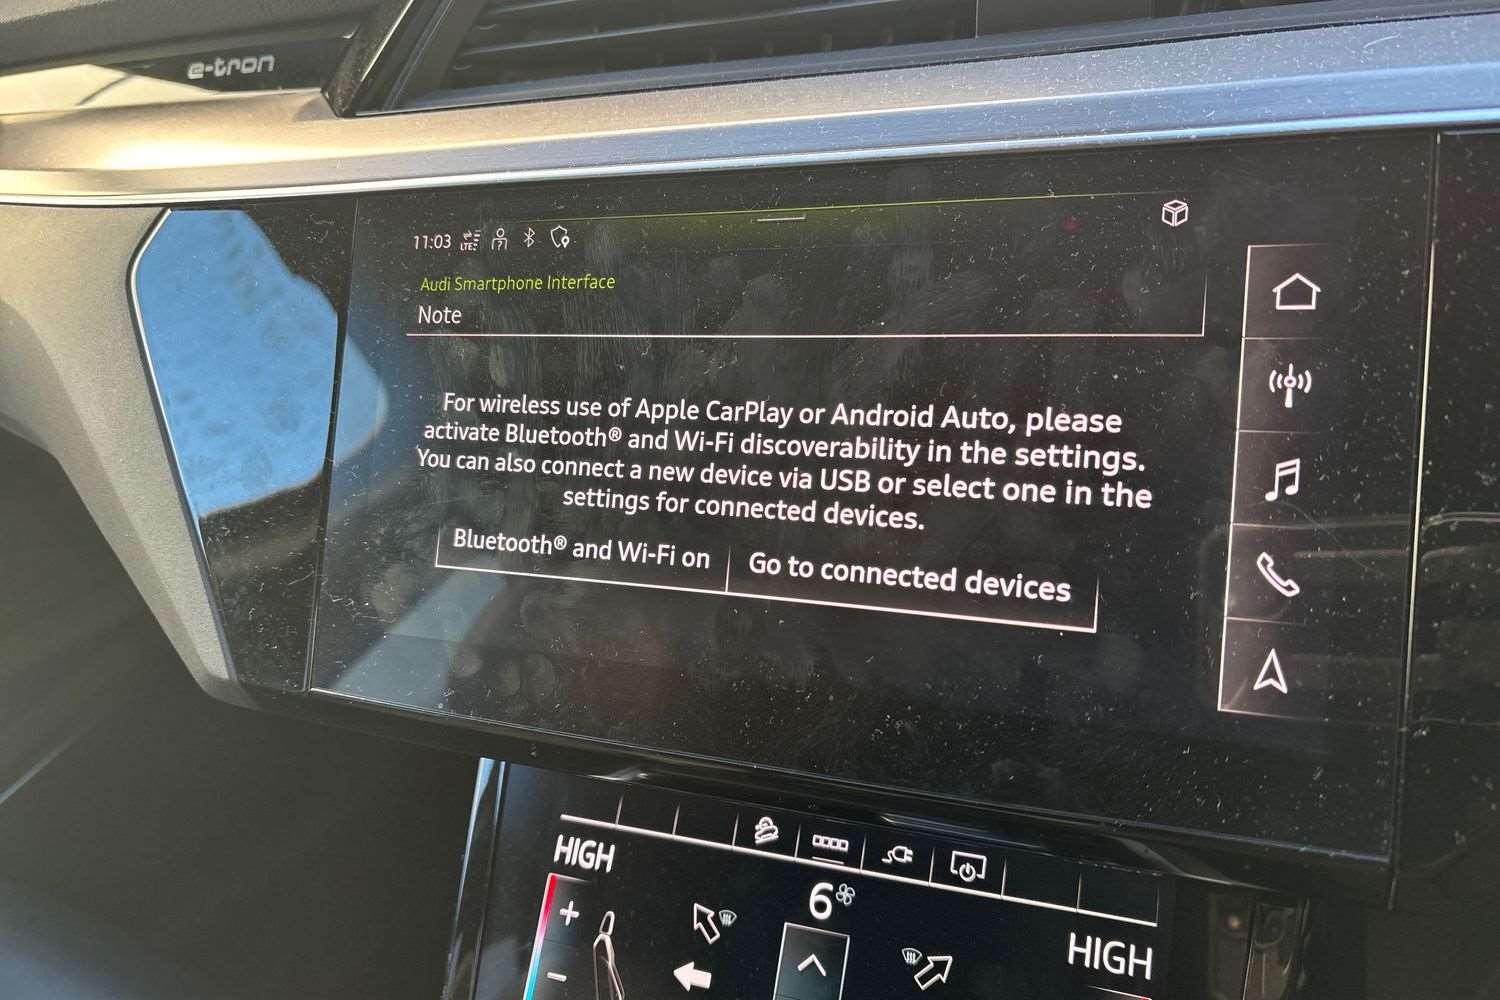 e-tron
11:03 LTE
Audi Smartphone Interface
Note
For wireless use of Apple CarPlay or Android Auto, please
activate Bluetooth® and Wi-Fi discoverability in the settings.
You can also connect a new device via USB or select one in the
settings for connected devices.
Bluetooth® and Wi-Fi on
Go to connected devices
HIGH
6
HIGH
+
−